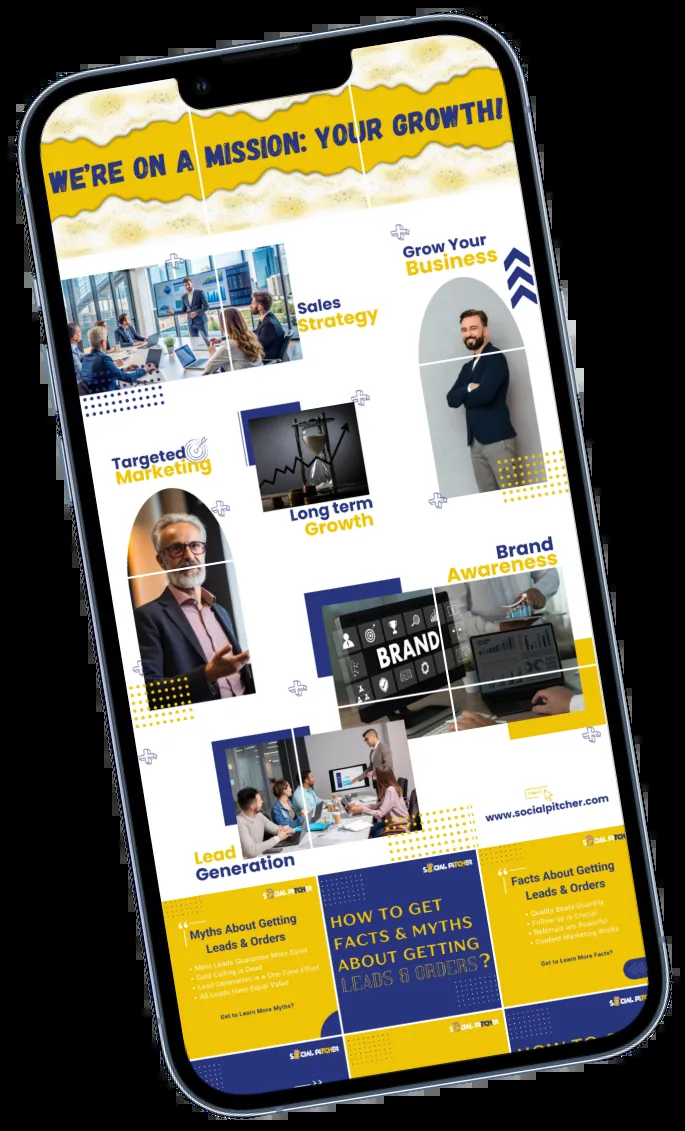 WE'RE ON A MISSION: YOUR GROWTH!
Grow Your
Business
Sales
Strategy
Targeted
Marketing
Long term
Growth
Brand
Awareness
BRAND
Lead
Generation
www.socialpitcher.com
SOCIAL PITCHER
Myths About Getting
Leads & Orders
• More Leads Guarantee More Sales
• Cold Calling is Dead
• Lead Generation is a One-Time Effort
• All Leads Have Equal Value
Get to Learn More Myths?
SOCIAL PITCHER
HOW TO GET
FACTS & MYTHS
ABOUT GETTING
LEADS & ORDERS?
SOCIAL PITCH
Facts About Getting
Leads & Orders
• Quality Beats Quantity
• Follow-up is Crucial
• Referrals are Powerful
• Content Marketing Works
Get to Learn More Facts?
SOCIAL PITCHER
SOCIAL PITCHER
SOCIAL PITC
HOW TO